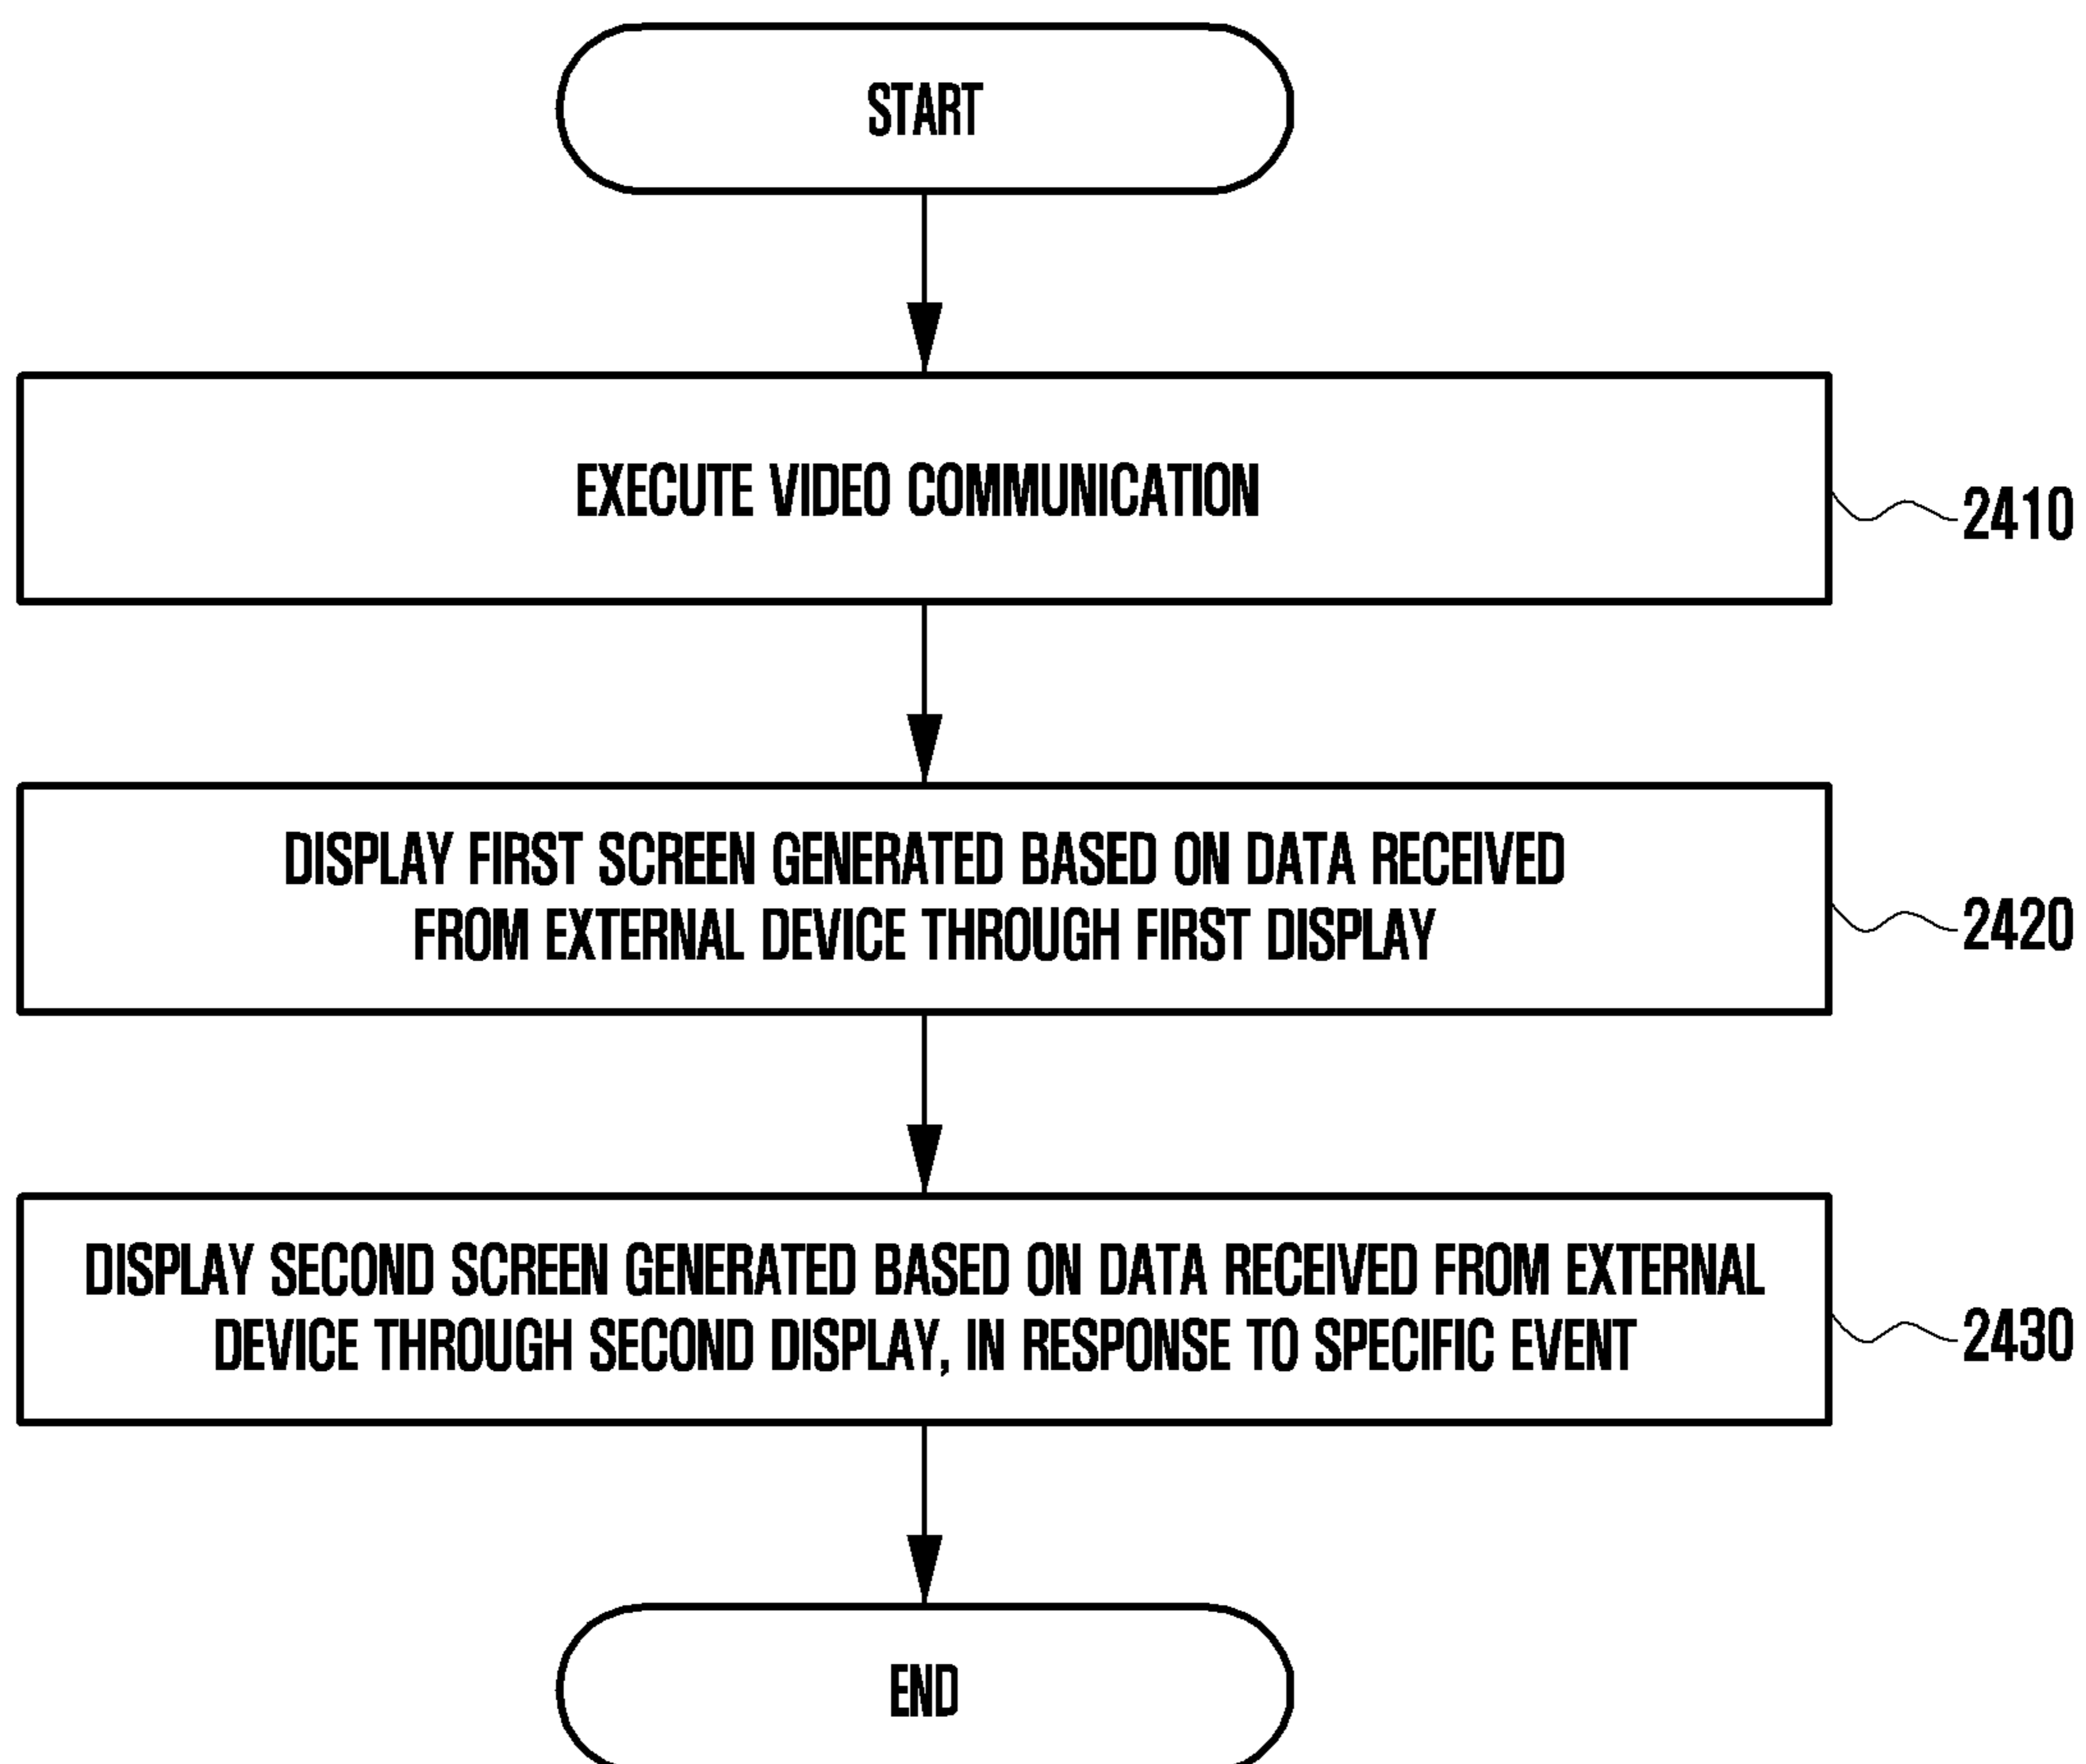 START
EXECUTE VIDEO COMMUNICATION
2410
DISPLAY FIRST SCREEN GENERATED BASED ON DATA RECEIVED
FROM EXTERNAL DEVICE THROUGH FIRST DISPLAY
2420
DISPLAY SECOND SCREEN GENERATED BASED ON DATA RECEIVED FROM EXTERNAL
DEVICE THROUGH SECOND DISPLAY, IN RESPONSE TO SPECIFIC EVENT
2430
END